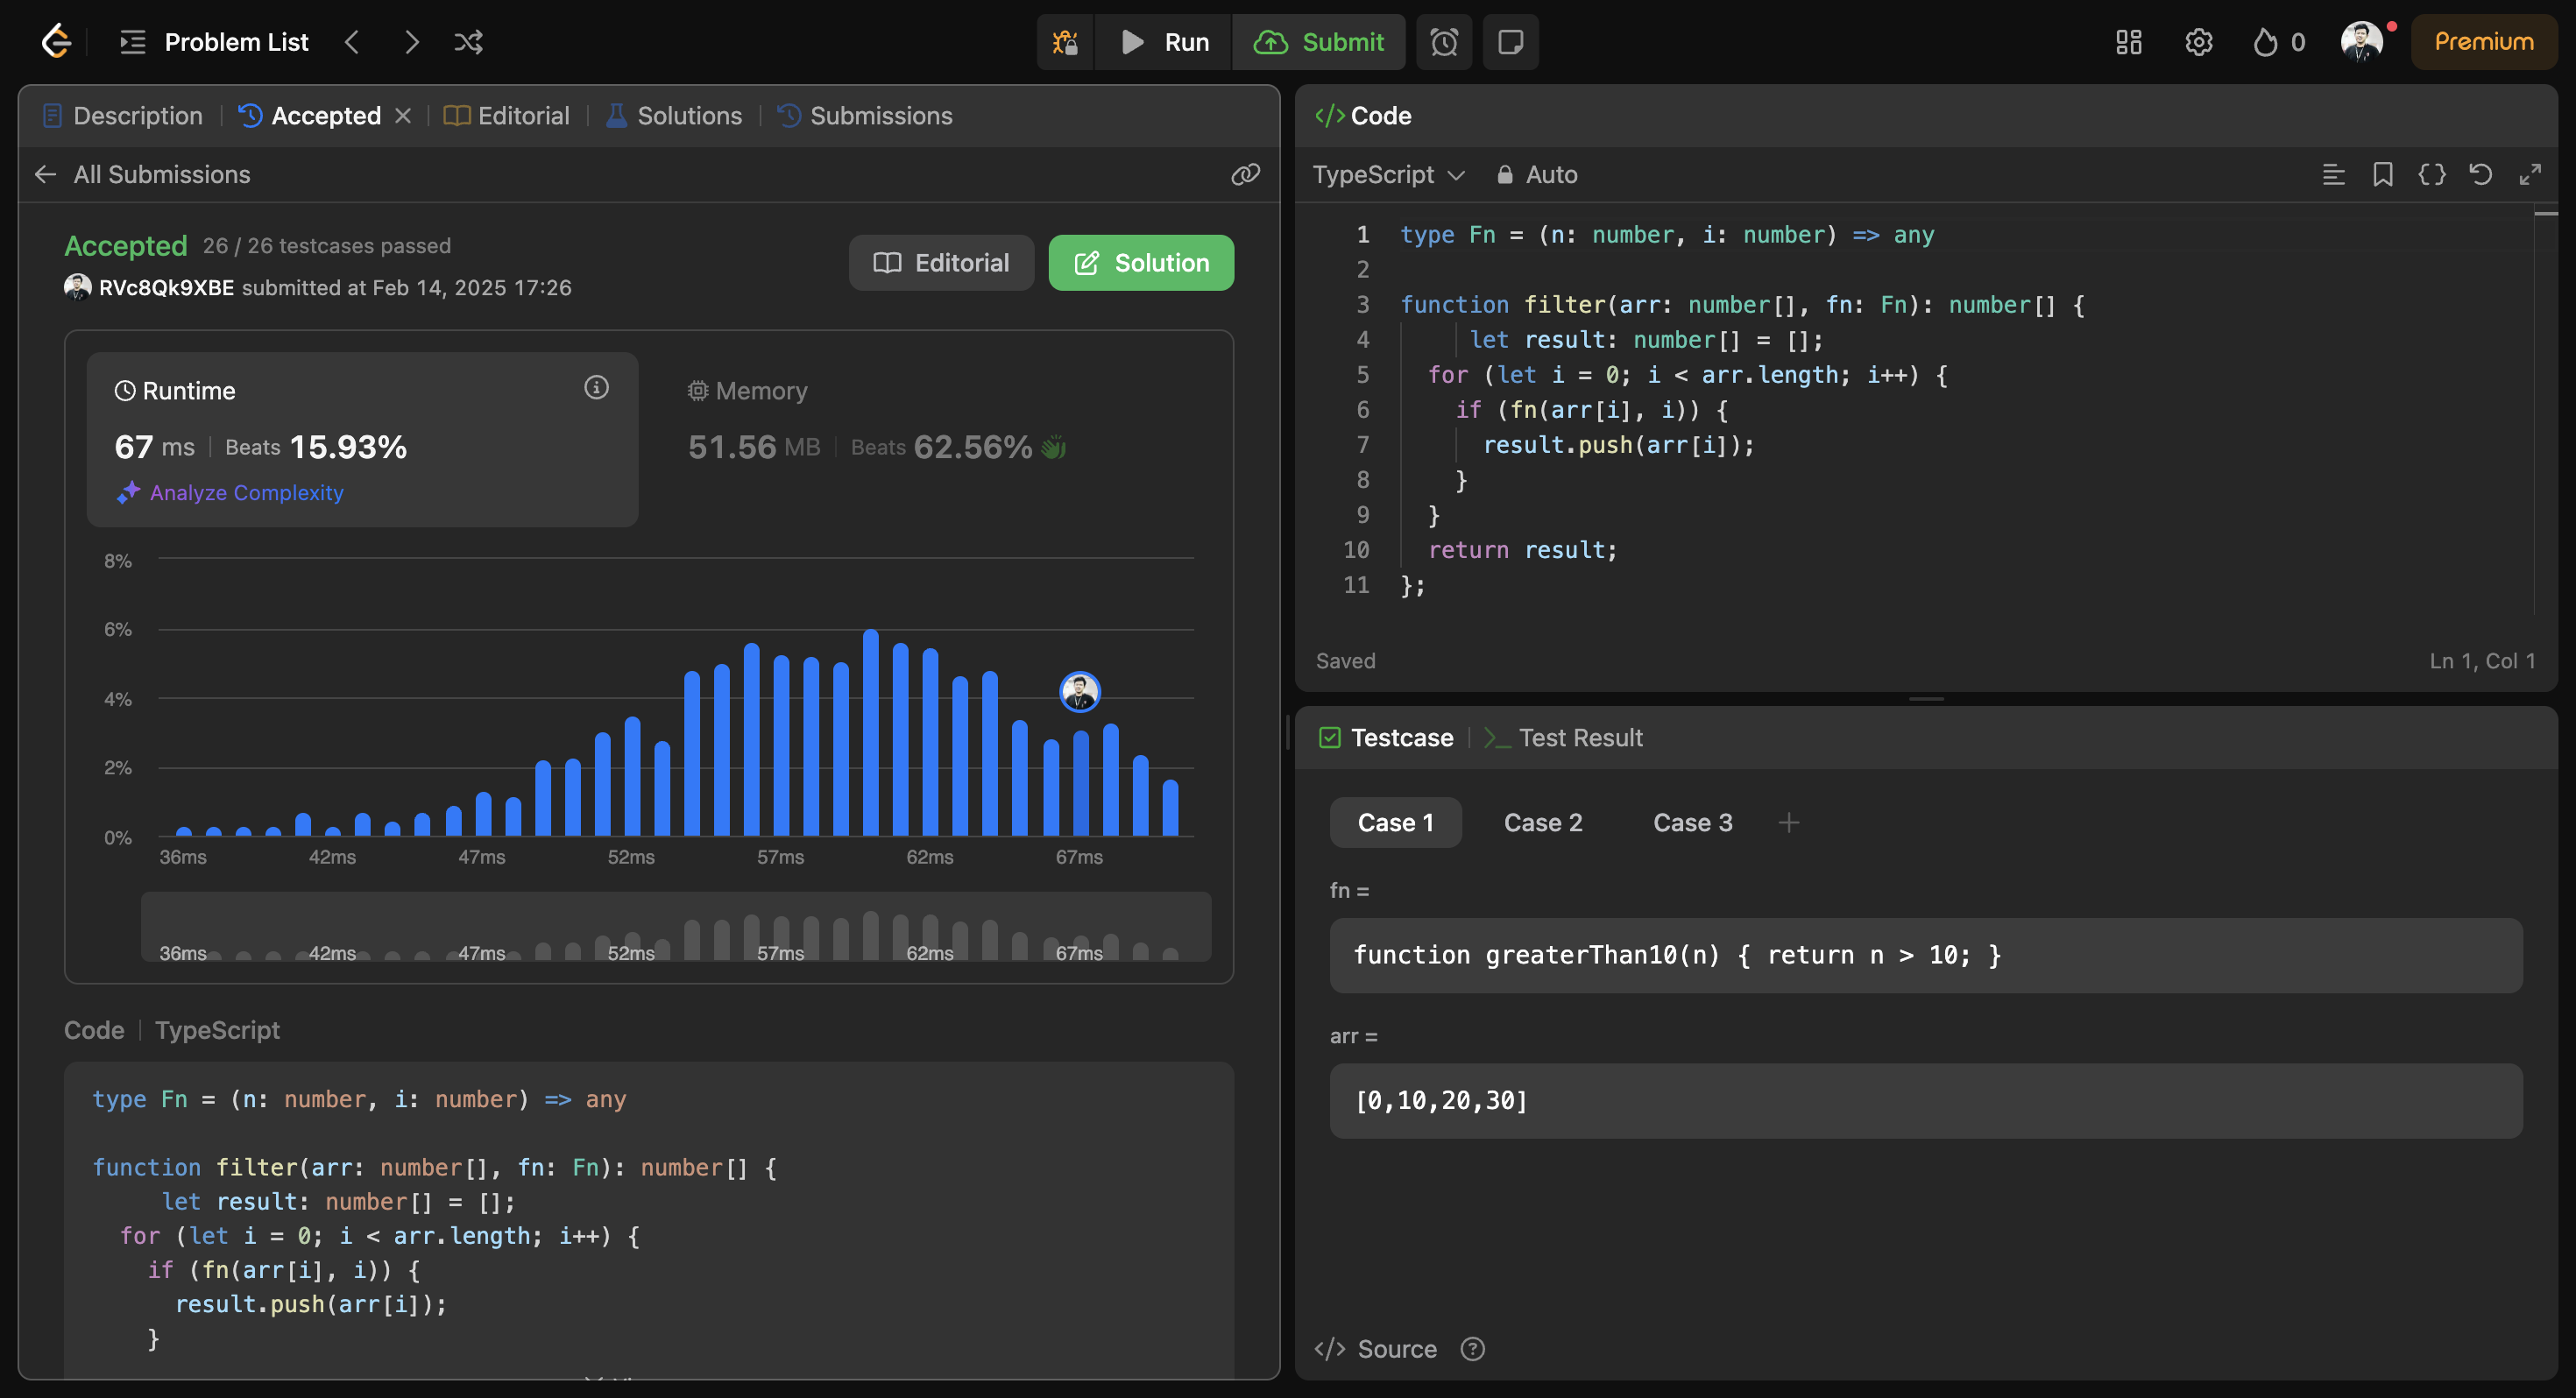 Problem List
Run
Submit
0
Premium
Description
Accepted
Editorial
Solutions
Submissions
All Submissions
Accepted 26 / 26 testcases passed
RVc8Qk9XBE submitted at Feb 14, 2025 17:26
Editorial
Solution
Runtime
67 ms Beats 15.93%
Analyze Complexity
Memory
51.56 MB Beats 62.56%
8%
6%
4%
2%
0%
36ms 42ms 47ms 52ms 57ms 62ms 67ms
36ms 42ms 47ms 52ms 57ms 62ms 67ms
Code TypeScript
type Fn = (n: number, i: number) => any
function filter(arr: number[], fn: Fn): number[] {
let result: number[] = [];
for (let i = 0; i < arr.length; i++) {
if (fn(arr[i], i)) {
result.push(arr[i]);
}
</> Code
TypeScript Auto
1 type Fn = (n: number, i: number) => any
2
3 function filter(arr: number[], fn: Fn): number[] {
4 let result: number[] = [];
5 for (let i = 0; i < arr.length; i++) {
6 if (fn(arr[i], i)) {
7 result.push(arr[i]);
8 }
9 }
10 return result;
11 };
Saved
Ln 1, Col 1
Testcase
Test Result
Case 1 Case 2 Case 3
fn =
function greaterThan10(n) { return n > 10; }
arr =
[0,10,20,30]
</> Source